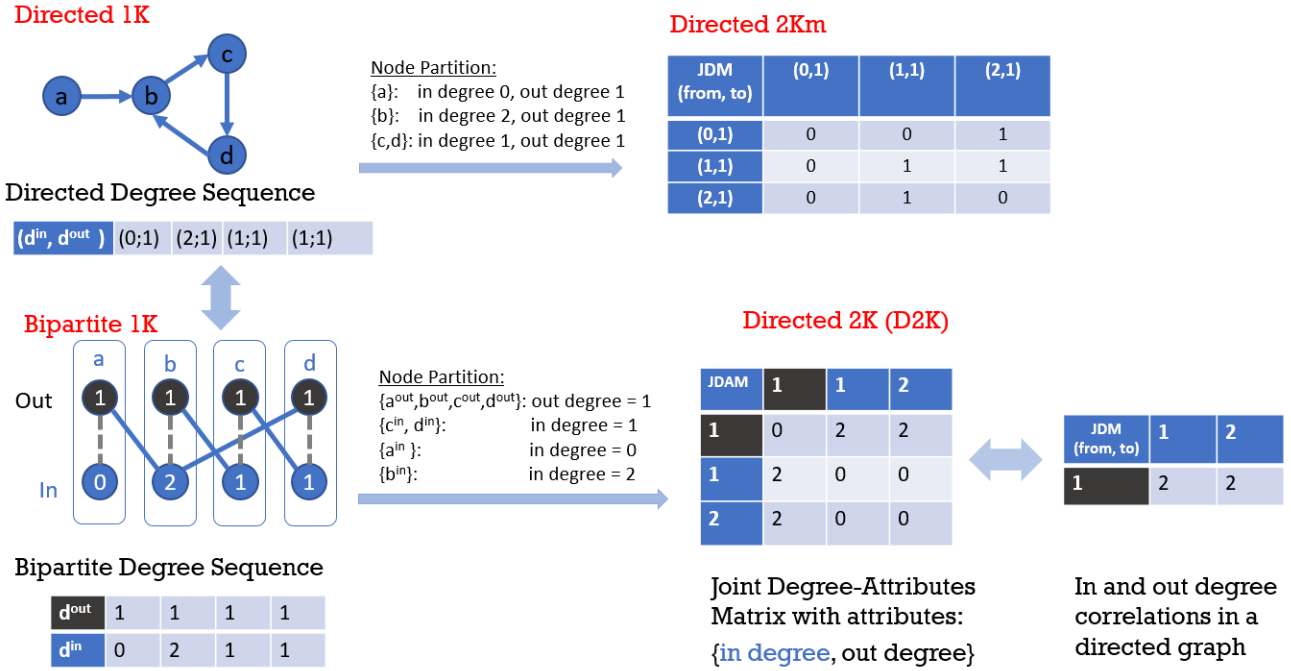 Directed 1K
a
b
c
d
Directed Degree Sequence
(dⁱⁿ, dᵒᵘᵗ ) (0;1) (2;1) (1;1) (1;1)
Node Partition:
{a}: in degree 0, out degree 1
{b}: in degree 2, out degree 1
{c,d}: in degree 1, out degree 1
Directed 2Km
JDM (0,1) (1,1) (2,1)
(from, to)
(0,1) 0 0 1
(1,1) 0 1 1
(2,1) 0 1 0
Bipartite 1K
a b c d
Out 1 1 1 1
In 0 2 1 1
Bipartite Degree Sequence
dᵒᵘᵗ 1 1 1 1
dⁱⁿ 0 2 1 1
Node Partition:
{aᵒᵘᵗ,bᵒᵘᵗ,cᵒᵘᵗ,dᵒᵘᵗ}: out degree = 1
{cⁱⁿ, dⁱⁿ}: in degree = 1
{aⁱⁿ }: in degree = 0
{bⁱⁿ}: in degree = 2
Directed 2K (D2K)
JDAM 1 1 2
1 0 2 2
1 2 0 0
2 2 0 0
Joint Degree-Attributes
Matrix with attributes:
{in degree, out degree}
JDM 1 2
(from, to)
1 2 2
In and out degree
correlations in a
directed graph